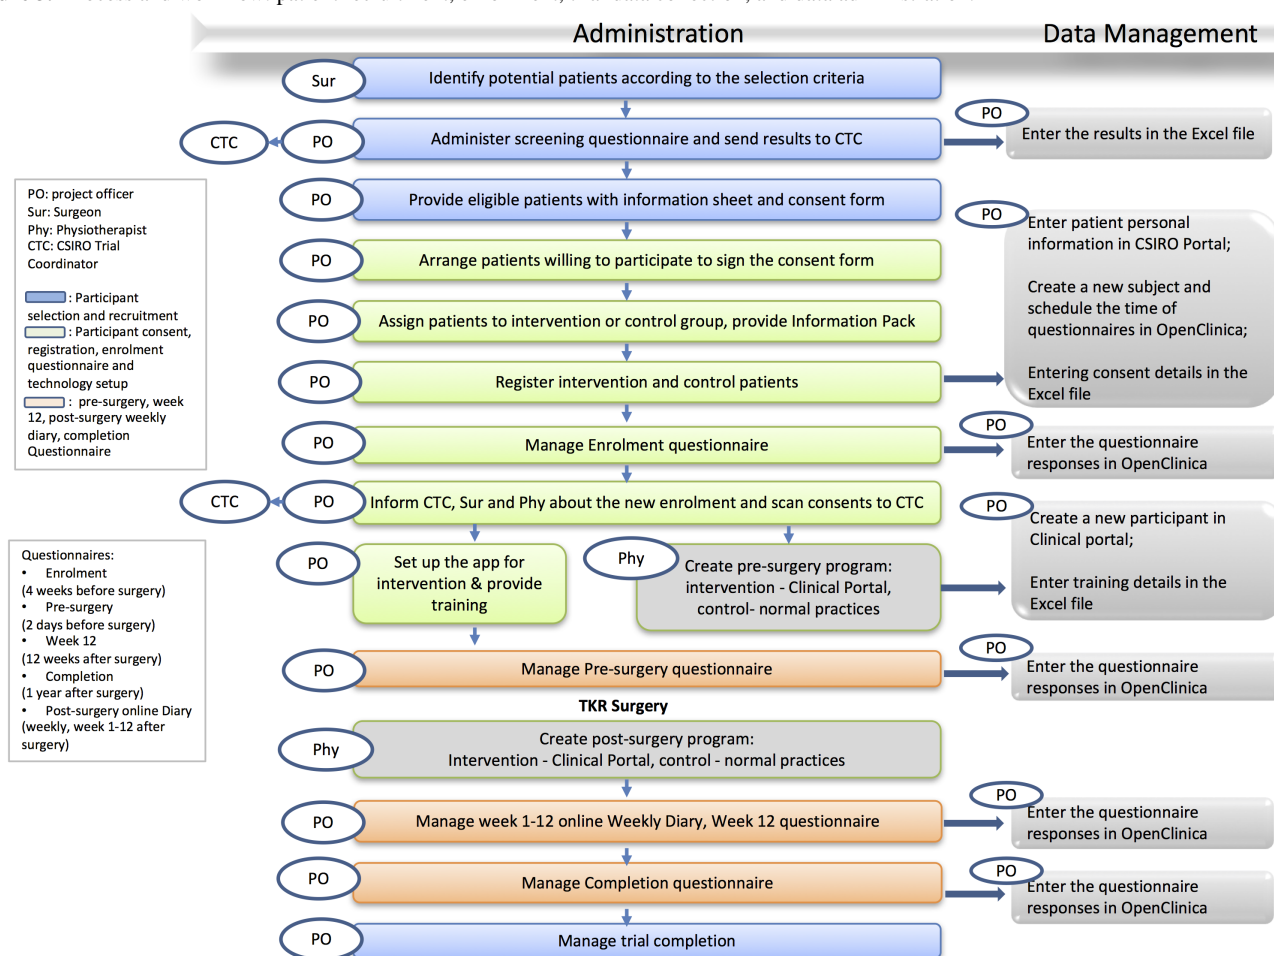 Administration
Data Management
Sur
Identify potential patients according to the selection criteria
CTC
PO
Administer screening questionnaire and send results to CTC
PO
Enter the results in the Excel file
PO
Provide eligible patients with information sheet and consent form
PO
Arrange patients willing to participate to sign the consent form
PO
Assign patients to intervention or control group, provide Information Pack
PO
Register intervention and control patients
PO
Enter patient personal
information in CSIRO Portal;
Create a new subject and
schedule the time of
questionnaires in OpenClinica;
Entering consent details in the
Excel file
PO
Manage Enrolment questionnaire
PO
Enter the questionnaire
responses in OpenClinica
CTC
PO
Inform CTC, Sur and Phy about the new enrolment and scan consents to CTC
PO
Set up the app for
intervention & provide
training
Phy
Create pre-surgery program:
intervention - Clinical Portal,
control- normal practices
PO
Create a new participant in
Clinical portal;
Enter training details in the
Excel file
PO
Manage Pre-surgery questionnaire
PO
Enter the questionnaire
responses in OpenClinica
TKR Surgery
Phy
Create post-surgery program:
Intervention - Clinical Portal, control - normal practices
PO
Manage week 1-12 online Weekly Diary, Week 12 questionnaire
PO
Enter the questionnaire
responses in OpenClinica
PO
Manage Completion questionnaire
PO
Enter the questionnaire
responses in OpenClinica
PO
Manage trial completion
PO: project officer
Sur: Surgeon
Phy: Physiotherapist
CTC: CSIRO Trial
Coordinator
: Participant
selection and recruitment
: Participant consent,
registration, enrolment
questionnaire and
technology setup
: pre-surgery, week
12, post-surgery weekly
diary, completion
Questionnaire
Questionnaires:
• Enrolment
(4 weeks before surgery)
• Pre-surgery
(2 days before surgery)
• Week 12
(12 weeks after surgery)
• Completion
(1 year after surgery)
• Post-surgery online Diary
(weekly, week 1-12 after
surgery)